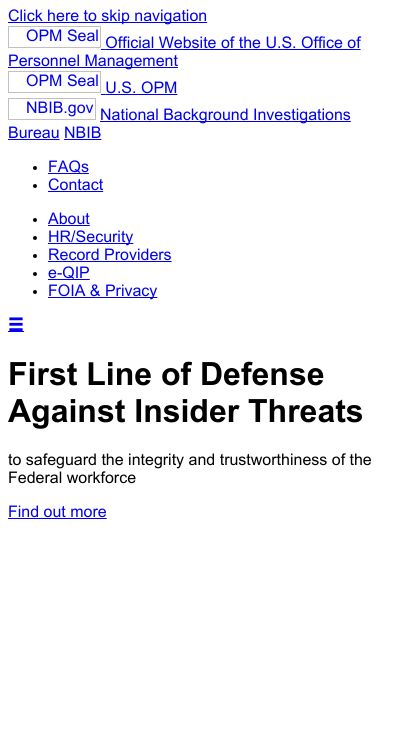 Click here to skip navigation
OPM Seal Official Website of the U.S. Office of
Personnel Management
OPM Seal U.S. OPM
NBIB.gov National Background Investigations
Bureau NBIB
• FAQs
• Contact
• About
• HR/Security
• Record Providers
• e-QIP
• FOIA & Privacy
☰
First Line of Defense
Against Insider Threats
to safeguard the integrity and trustworthiness of the
Federal workforce
Find out more